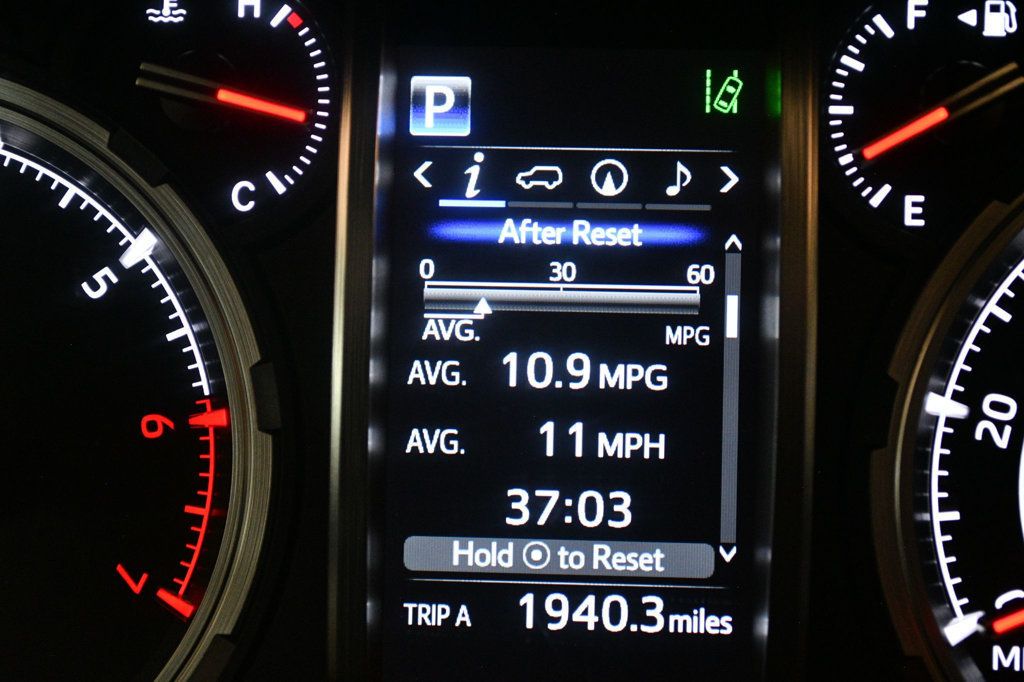 H
F
P
C
E
After Reset
0 30 60
AVG. MPG
AVG. 10.9 MPG
AVG. 11 MPH
37:03
Hold to Reset
TRIP A 1940.3 miles
5
6
7
20